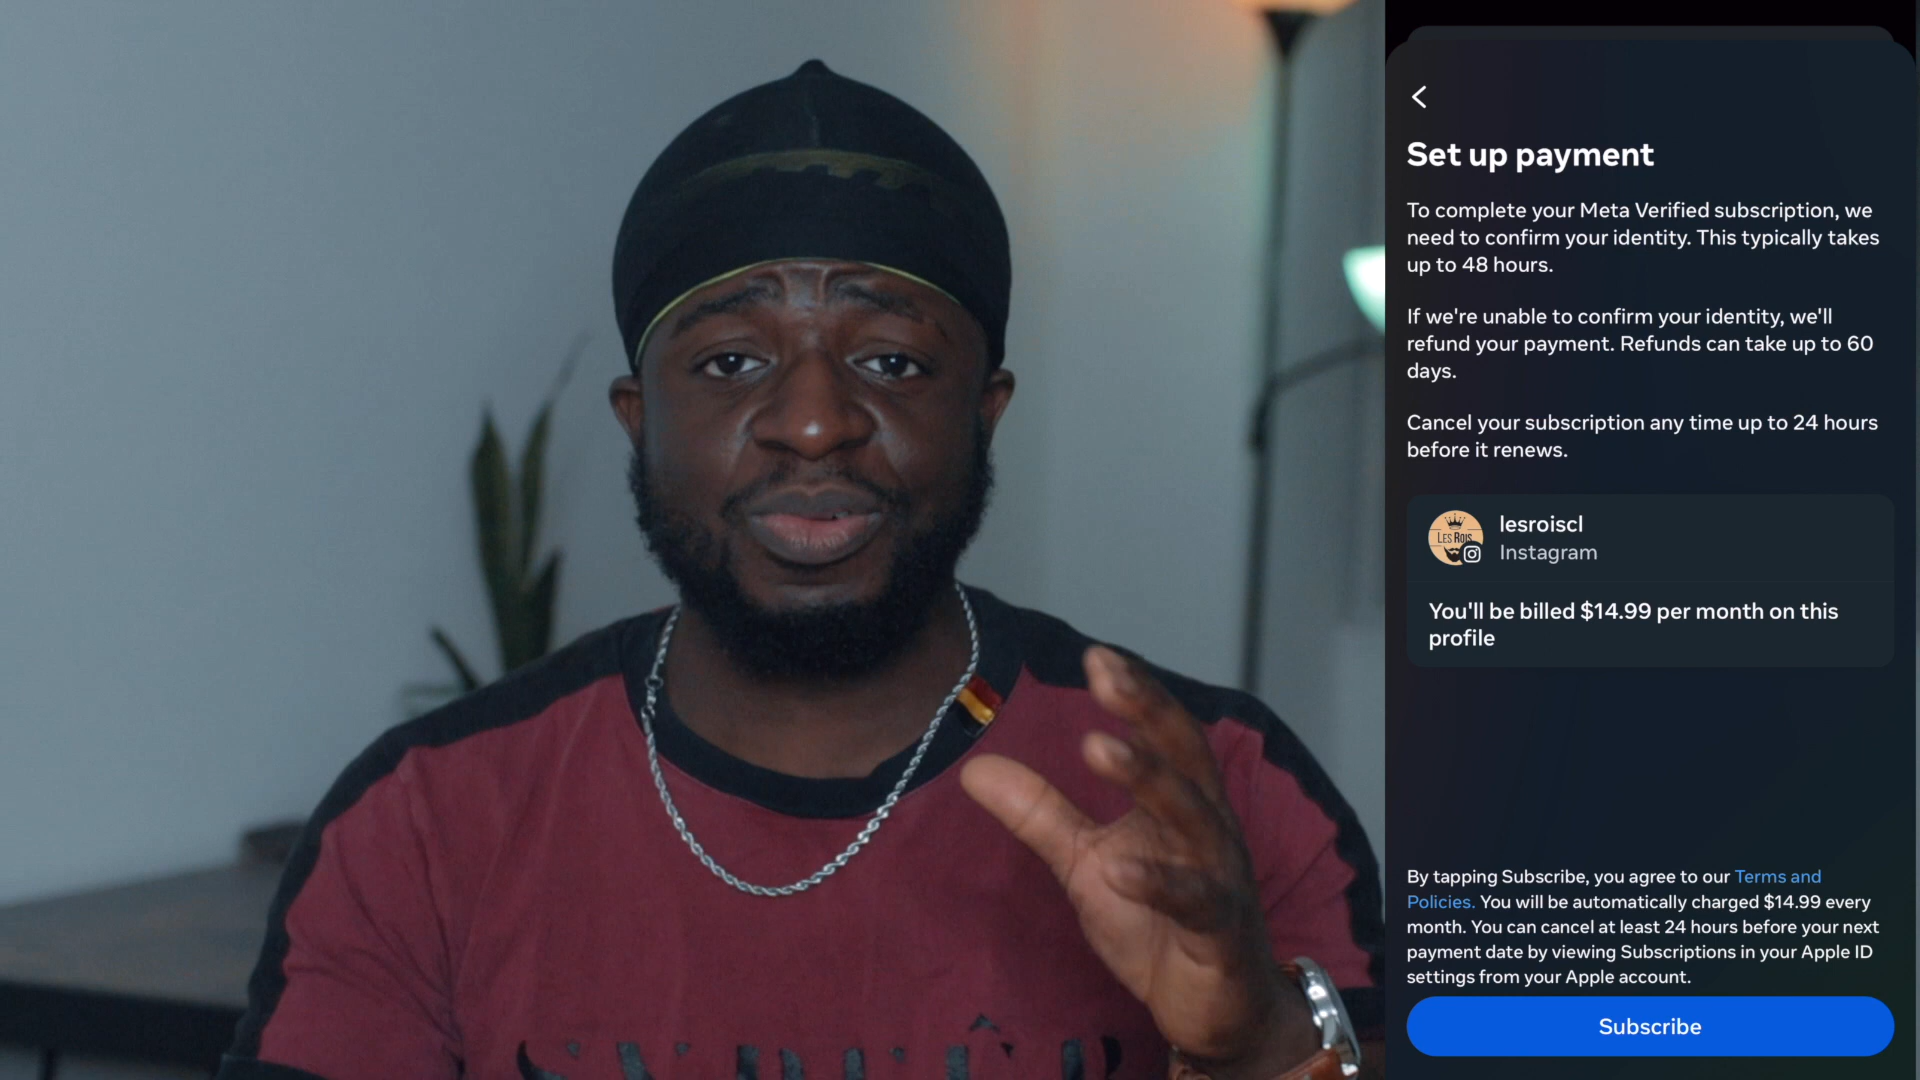 Set up payment
To complete your Meta Verified subscription, we
need to confirm your identity. This typically takes
up to 48 hours.
If we're unable to confirm your identity, we'll
refund your payment. Refunds can take up to 60
days.
Cancel your subscription any time up to 24 hours
before it renews.
LES ROIS
lesroiscl
Instagram
You'll be billed $14.99 per month on this
profile
By tapping Subscribe, you agree to our Terms and
Policies. You will be automatically charged $14.99 every
month. You can cancel at least 24 hours before your next
payment date by viewing Subscriptions in your Apple ID
settings from your Apple account.
Subscribe